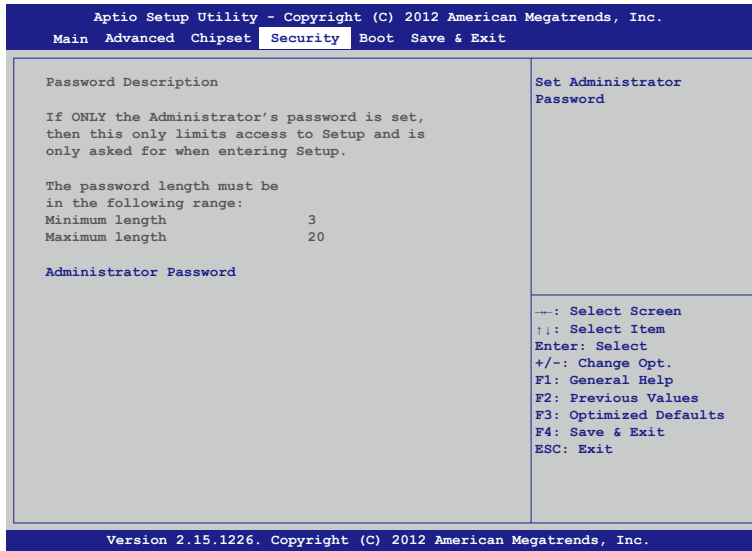 Aptio Setup Utility - Copyright (C) 2012 American Megatrends, Inc.
Main Advanced Chipset Security Boot Save & Exit
Password Description
If ONLY the Administrator's password is set,
then this only limits access to Setup and is
only asked for when entering Setup.
The password length must be
in the following range:
Minimum length 3
Maximum length 20
Administrator Password
Set Administrator
Password
→←: Select Screen
↑↓: Select Item
Enter: Select
+/-: Change Opt.
F1: General Help
F2: Previous Values
F3: Optimized Defaults
F4: Save & Exit
ESC: Exit
Version 2.15.1226. Copyright (C) 2012 American Megatrends, Inc.